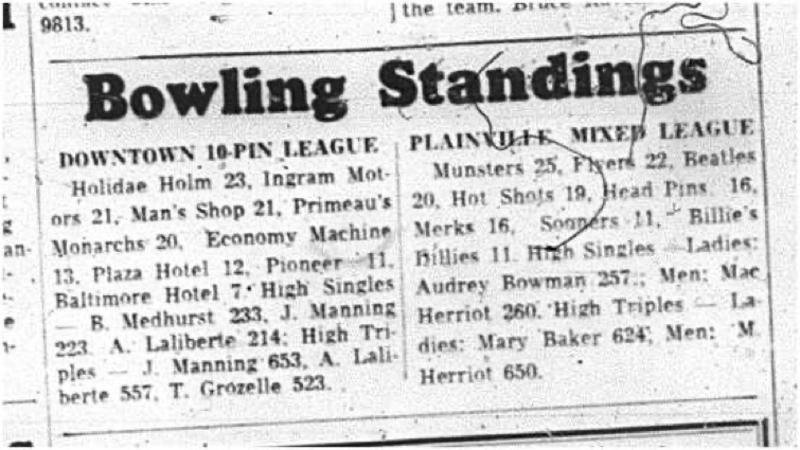 9813.
the team.
Bowling Standings
DOWNTOWN 10-PIN LEAGUE
Holidae Holm 23, Ingram Mot-
ors 21, Man's Shop 21, Primeau's
Monarchs 20, Economy Machine
13, Plaza Hotel 12, Pioneer 11,
Baltimore Hotel 7. High Singles
— B. Medhurst 233, J. Manning
223, A. Laliberte 214; High Tri-
ples — J. Manning 653, A. Lali-
berte 557, T. Grozelle 523.
PLAINVILLE MIXED LEAGUE
Munsters 25, Flyers 22, Beatles
20, Hot Shots 19, Head Pins 16,
Merks 16, Sooners 11, Billie's
Billies 11. High Singles —Ladies:
Audrey Bowman 257.; Men: Mac
Herriot 260. High Triples — La-
dies: Mary Baker 624; Men: M.
Herriot 650.